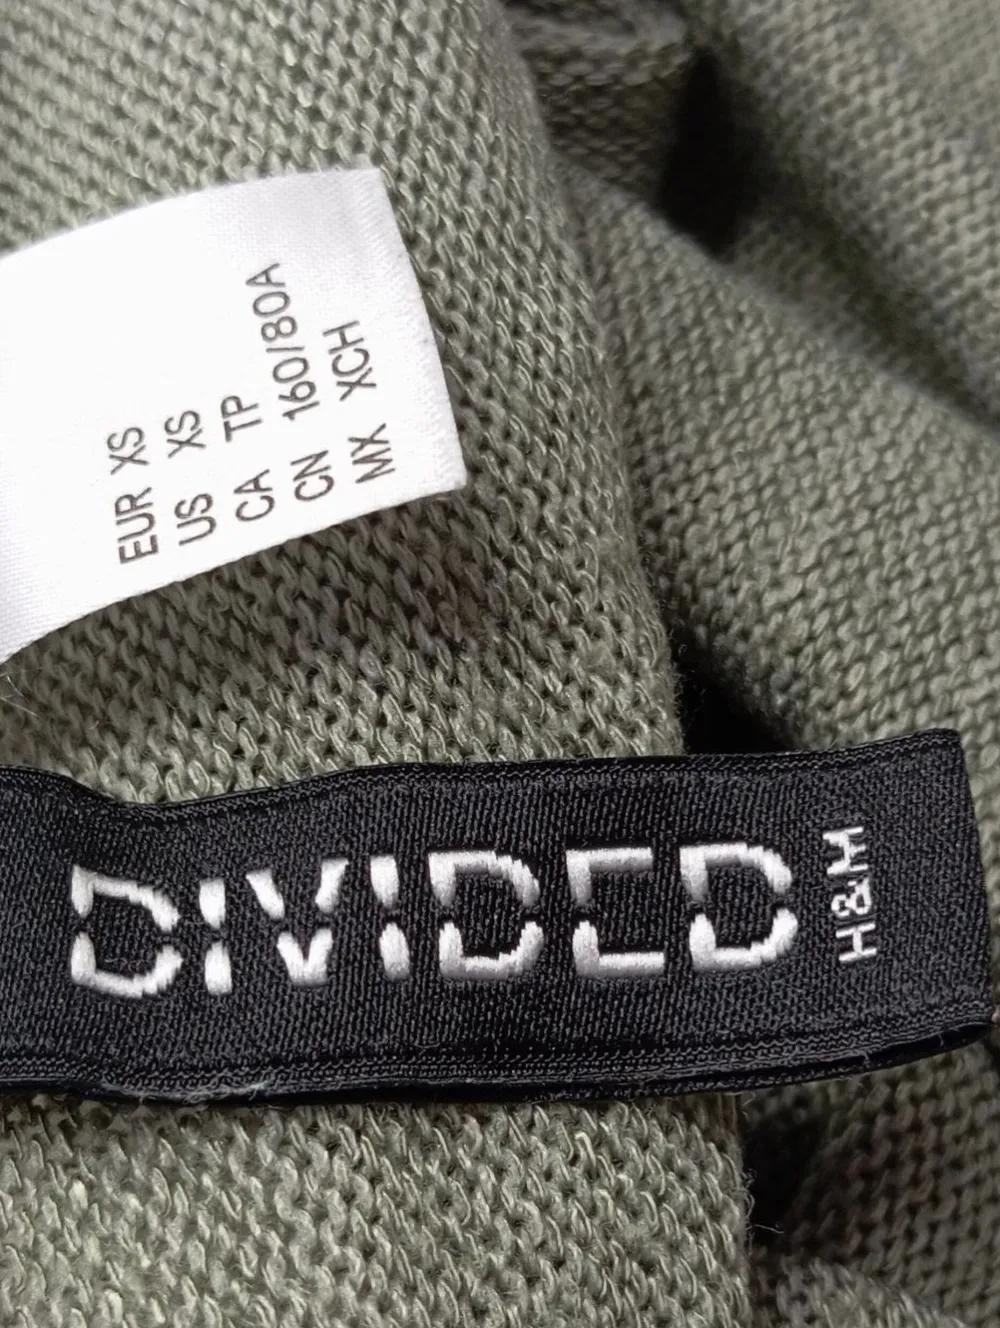 EUR XS
US XS
CA TP
CN 160/80A
MX XCH
DIVIDED
H&M